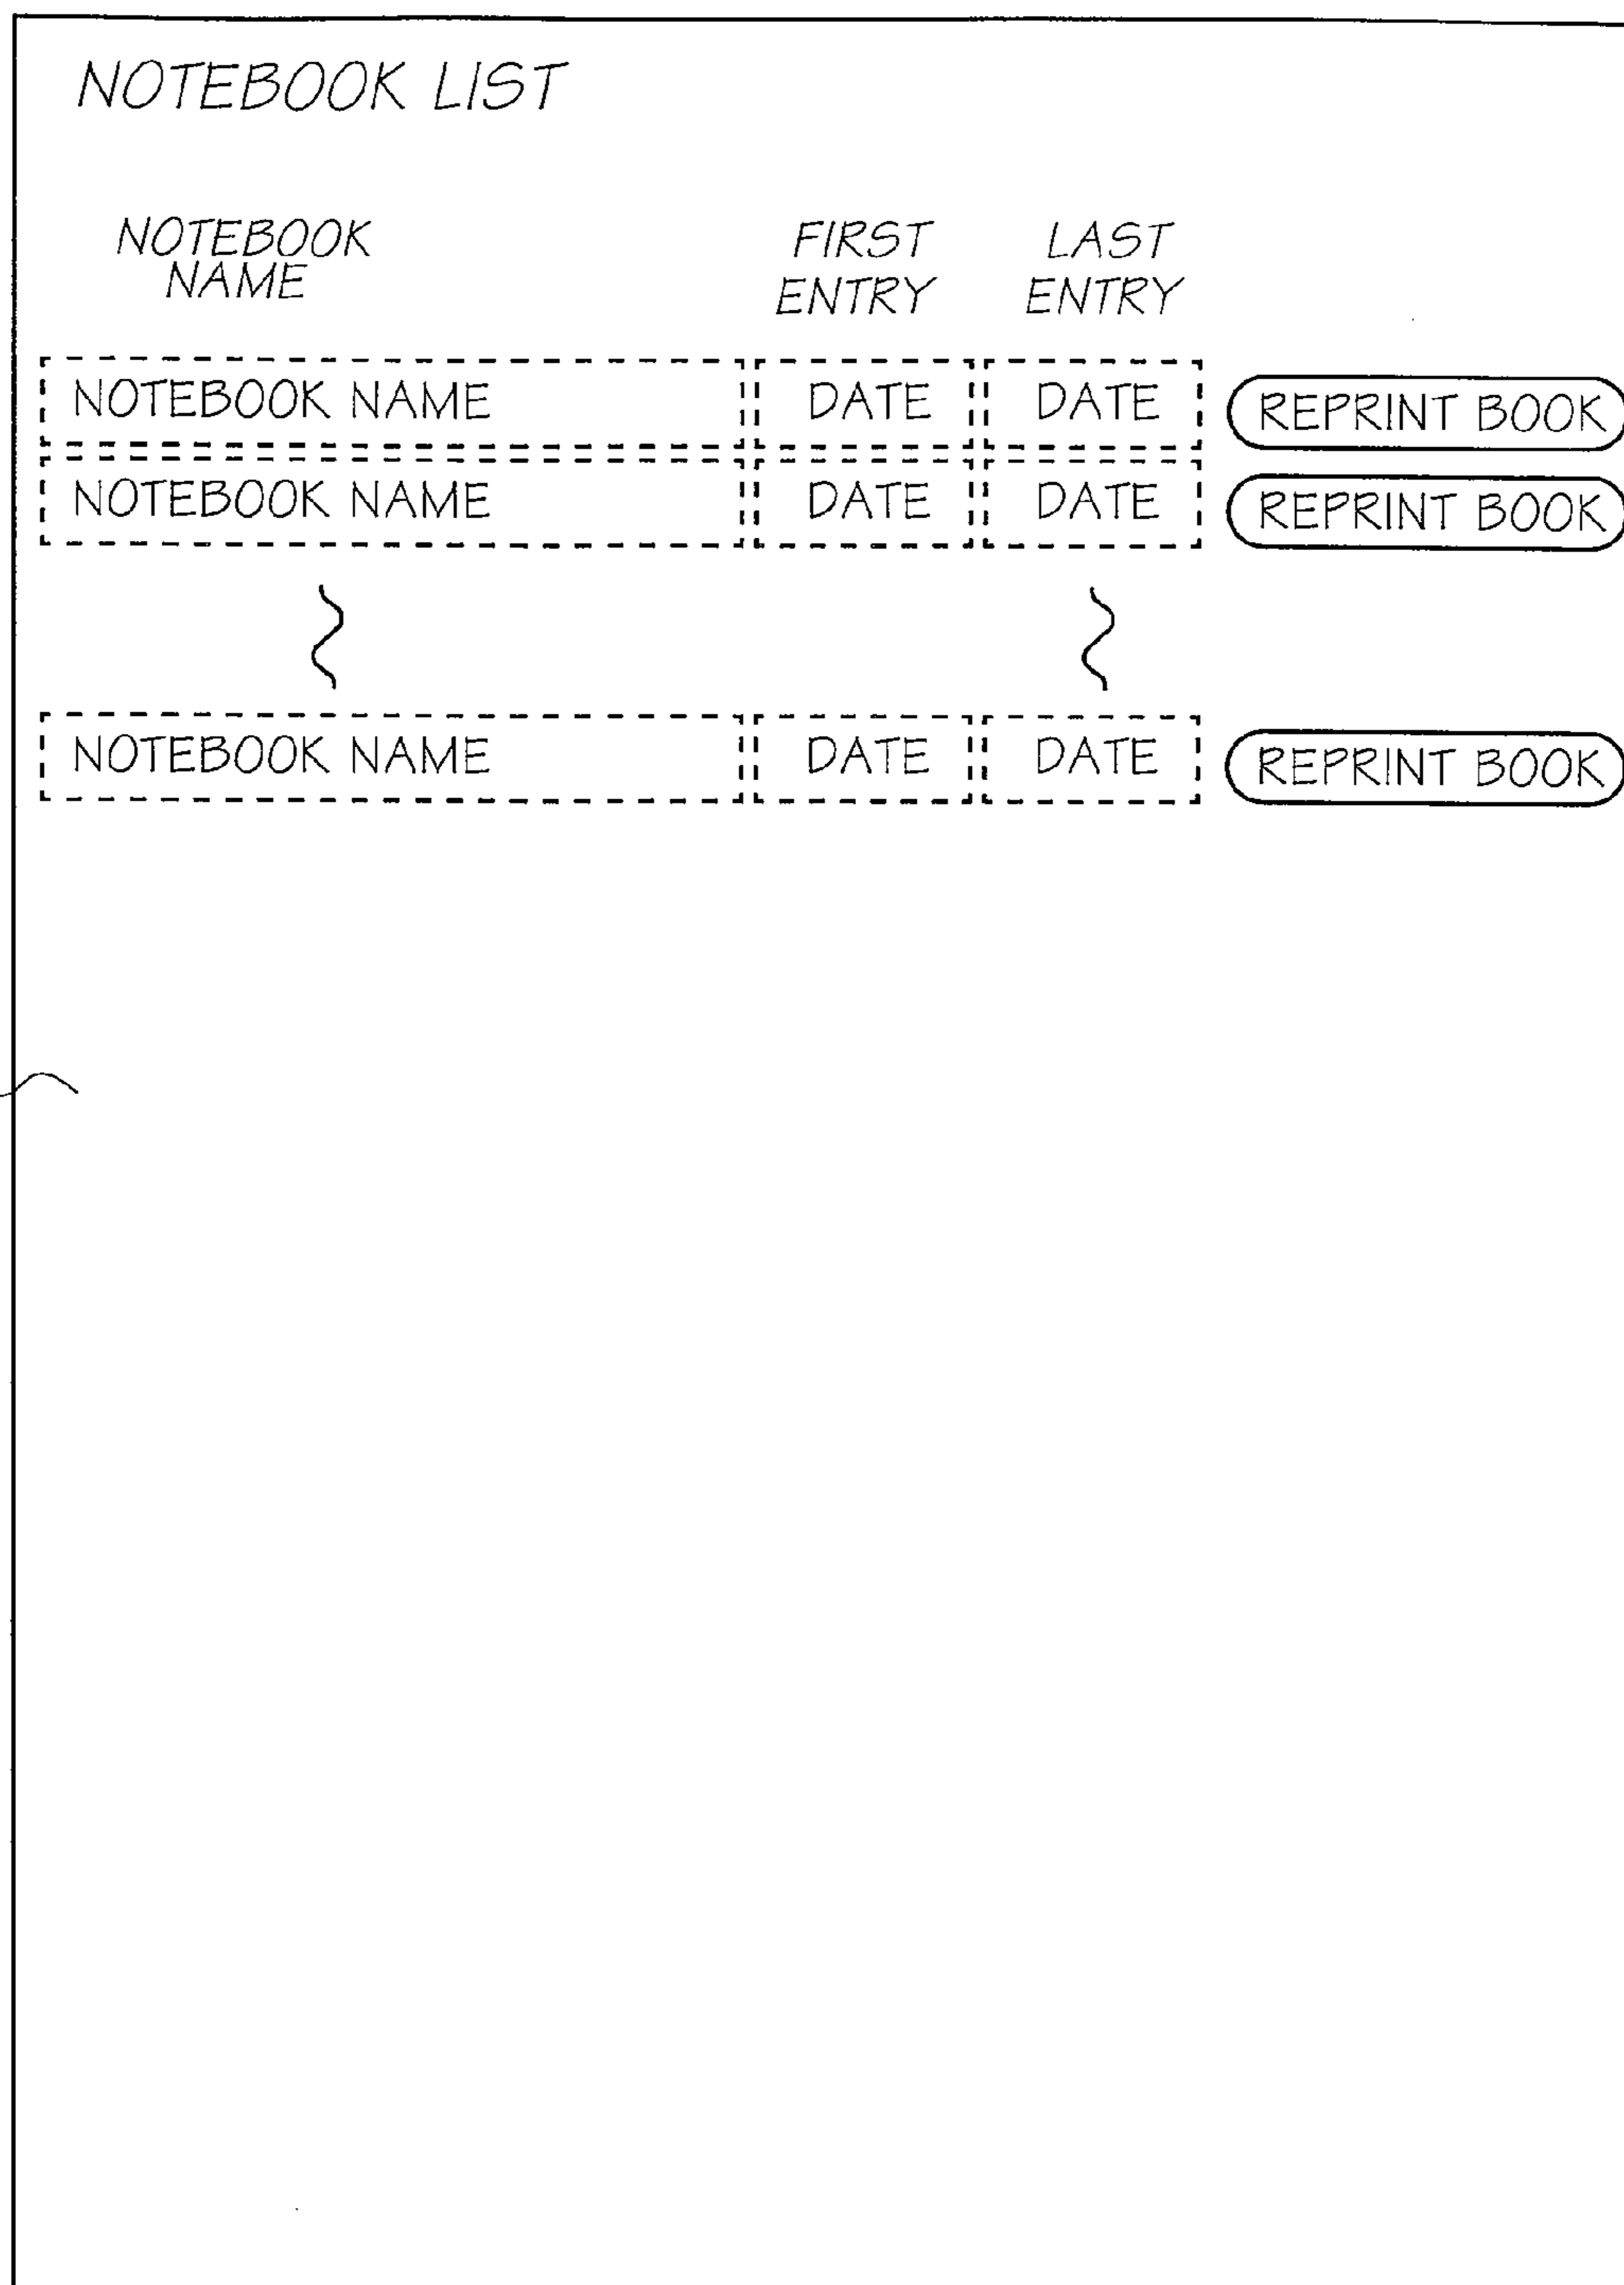 NOTEBOOK LIST
NOTEBOOK FIRST LAST
NAME ENTRY ENTRY
NOTEBOOK NAME DATE DATE REPRINT BOOK
NOTEBOOK NAME DATE DATE REPRINT BOOK
NOTEBOOK NAME DATE DATE REPRINT BOOK